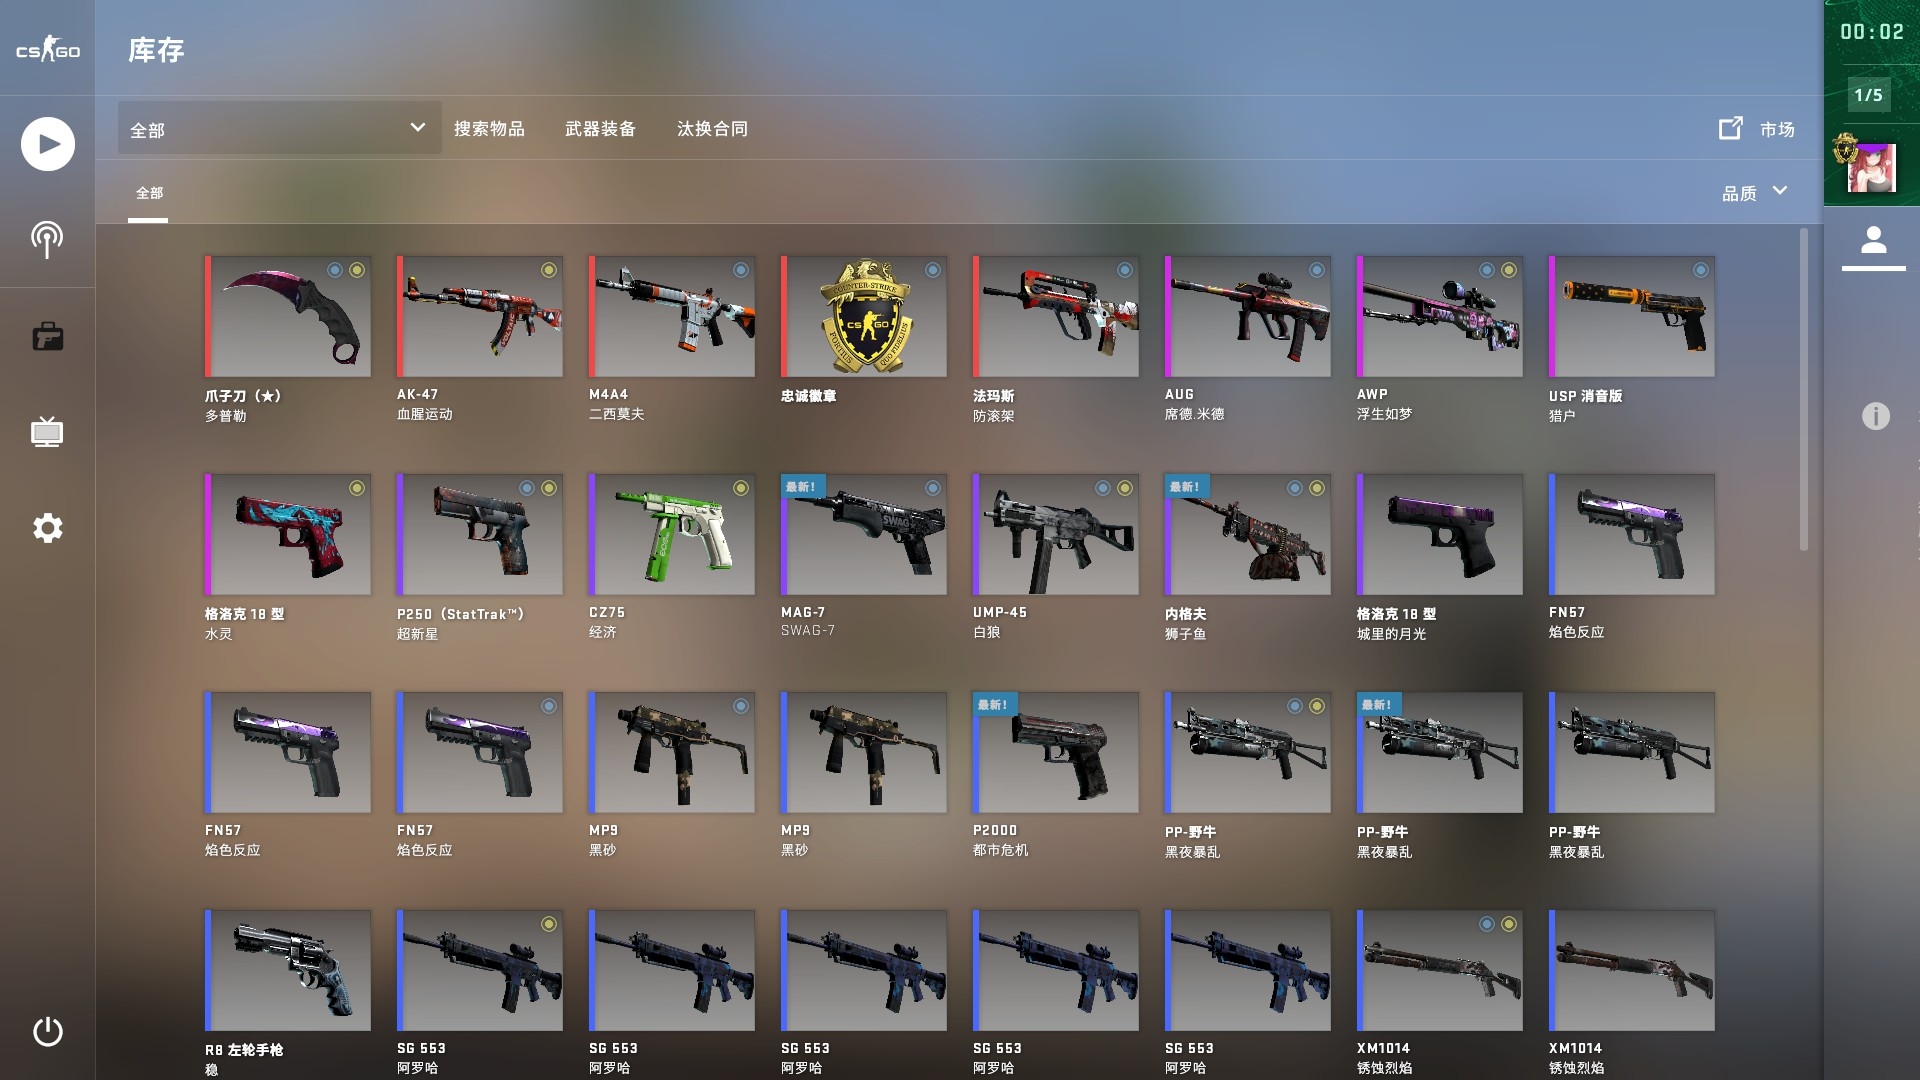 CS GO
库存
00:02
全部
搜索物品
武器装备
汰换合同
市场
1/5
全部
品质
COUNTER-STRIKE
CS GO
爪子刀（★）
多普勒
AK-47
血腥运动
M4A4
二西莫夫
忠诚徽章
法玛斯
防滚架
AUG
席德.米德
AWP
浮生如梦
USP 消音版
猎户
最新!
SWAG
最新!
格洛克 18 型
水灵
P250（StatTrak™）
超新星
CZ75
经济
MAG-7
SWAG-7
UMP-45
白狼
内格夫
狮子鱼
格洛克 18 型
城里的月光
FN57
焰色反应
最新!
最新!
FN57
焰色反应
FN57
焰色反应
MP9
黑砂
MP9
黑砂
P2000
都市危机
PP-野牛
黑夜暴乱
PP-野牛
黑夜暴乱
PP-野牛
黑夜暴乱
R8 左轮手枪
稳
SG 553
阿罗哈
SG 553
阿罗哈
SG 553
阿罗哈
SG 553
阿罗哈
SG 553
阿罗哈
XM1014
锈蚀烈焰
XM1014
锈蚀烈焰